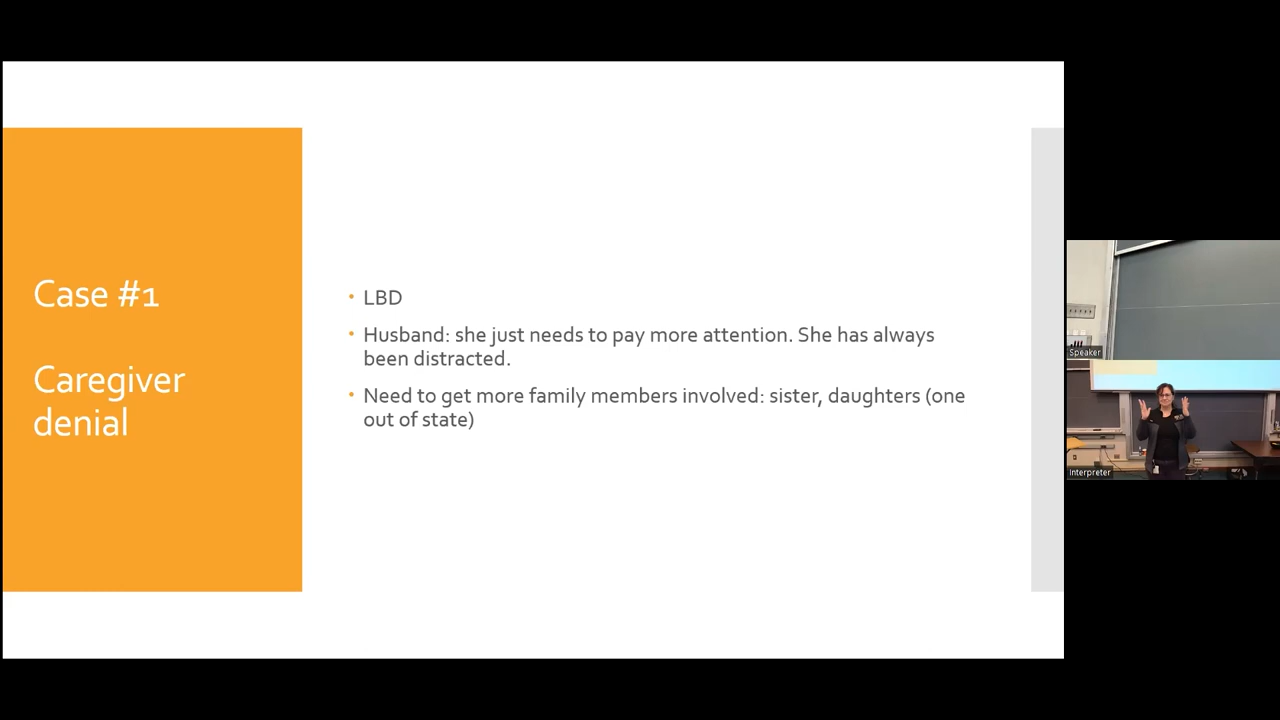 Case #1
Caregiver
denial
• LBD
• Husband: she just needs to pay more attention. She has always
been distracted.
• Need to get more family members involved: sister, daughters (one
out of state)
Speaker
Interpreter